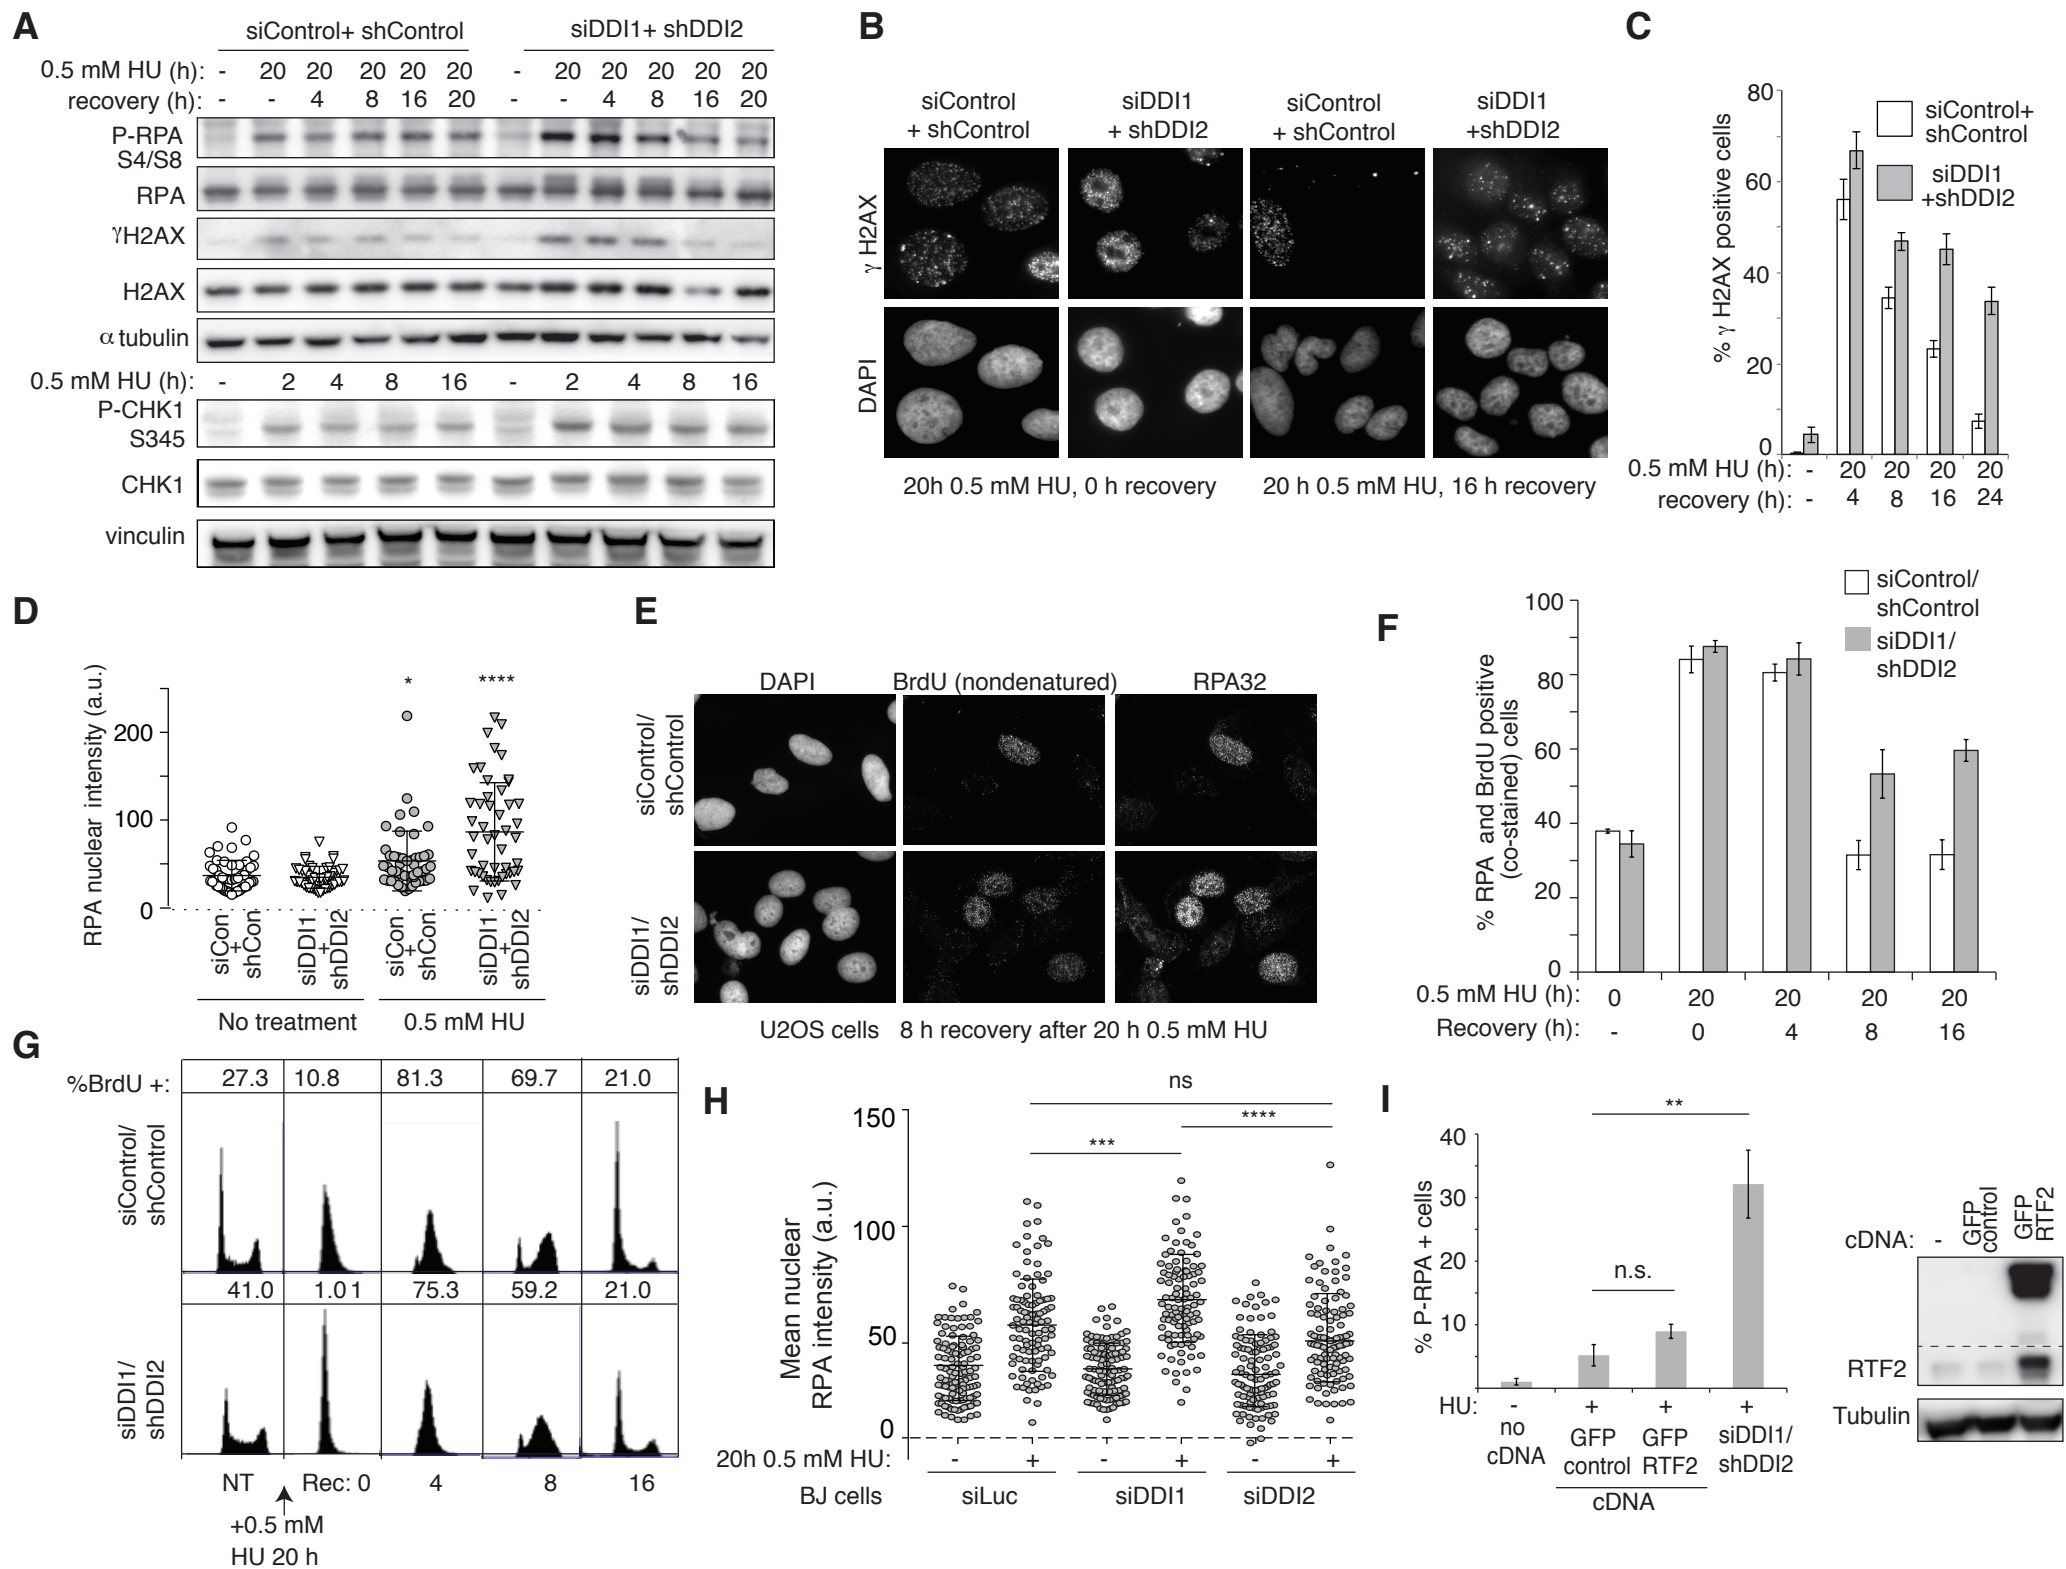 A
siControl+ shControl
siDDI1+ shDDI2
0.5 mM HU (h): - 20 20 20 20 20 - 20 20 20 20 20
recovery (h): - - 4 8 16 20 - - 4 8 16 20
P-RPA
S4/S8
RPA
γH2AX
H2AX
α tubulin
0.5 mM HU (h): - 2 4 8 16 - 2 4 8 16
P-CHK1
S345
CHK1
vinculin
B
siControl
+ shControl
siDDI1
+ shDDI2
siControl
+ shControl
siDDI1
+shDDI2
γ H2AX
DAPI
20h 0.5 mM HU, 0 h recovery
20 h 0.5 mM HU, 16 h recovery
C
% γ H2AX positive cells
80
60
40
20
0
siControl+
shControl
siDDI1
+shDDI2
0.5 mM HU (h): - 20 20 20 20
recovery (h): - 4 8 16 24
D
RPA nuclear intensity (a.u.)
200
100
0
*
****
siCon
+
shCon
siDDI1
+
shDDI2
siCon
+
shCon
siDDI1
+
shDDI2
No treatment
0.5 mM HU
E
DAPI
BrdU (nondenatured)
RPA32
siControl/
shControl
siDDI1/
shDDI2
U2OS cells 8 h recovery after 20 h 0.5 mM HU
F
siControl/
shControl
siDDI1/
shDDI2
% RPA and BrdU positive
(co-stained) cells
100
80
60
40
20
0
0.5 mM HU (h): 0 20 20 20 20
Recovery (h): - 0 4 8 16
G
%BrdU +: 27.3 10.8 81.3 69.7 21.0
siControl/
shControl
41.0 1.01 75.3 59.2 21.0
siDDI1/
shDDI2
NT Rec: 0 4 8 16
+0.5 mM
HU 20 h
H
ns
****
***
Mean nuclear
RPA intensity (a.u.)
150
100
50
0
20h 0.5 mM HU: - + - + - +
BJ cells siLuc siDDI1 siDDI2
I
% P-RPA + cells
40
30
20
10
**
n.s.
HU: - + + +
no
cDNA
GFP
control
GFP
RTF2
siDDI1/
shDDI2
cDNA
cDNA: -
GFP
control
GFP
RTF2
RTF2
Tubulin